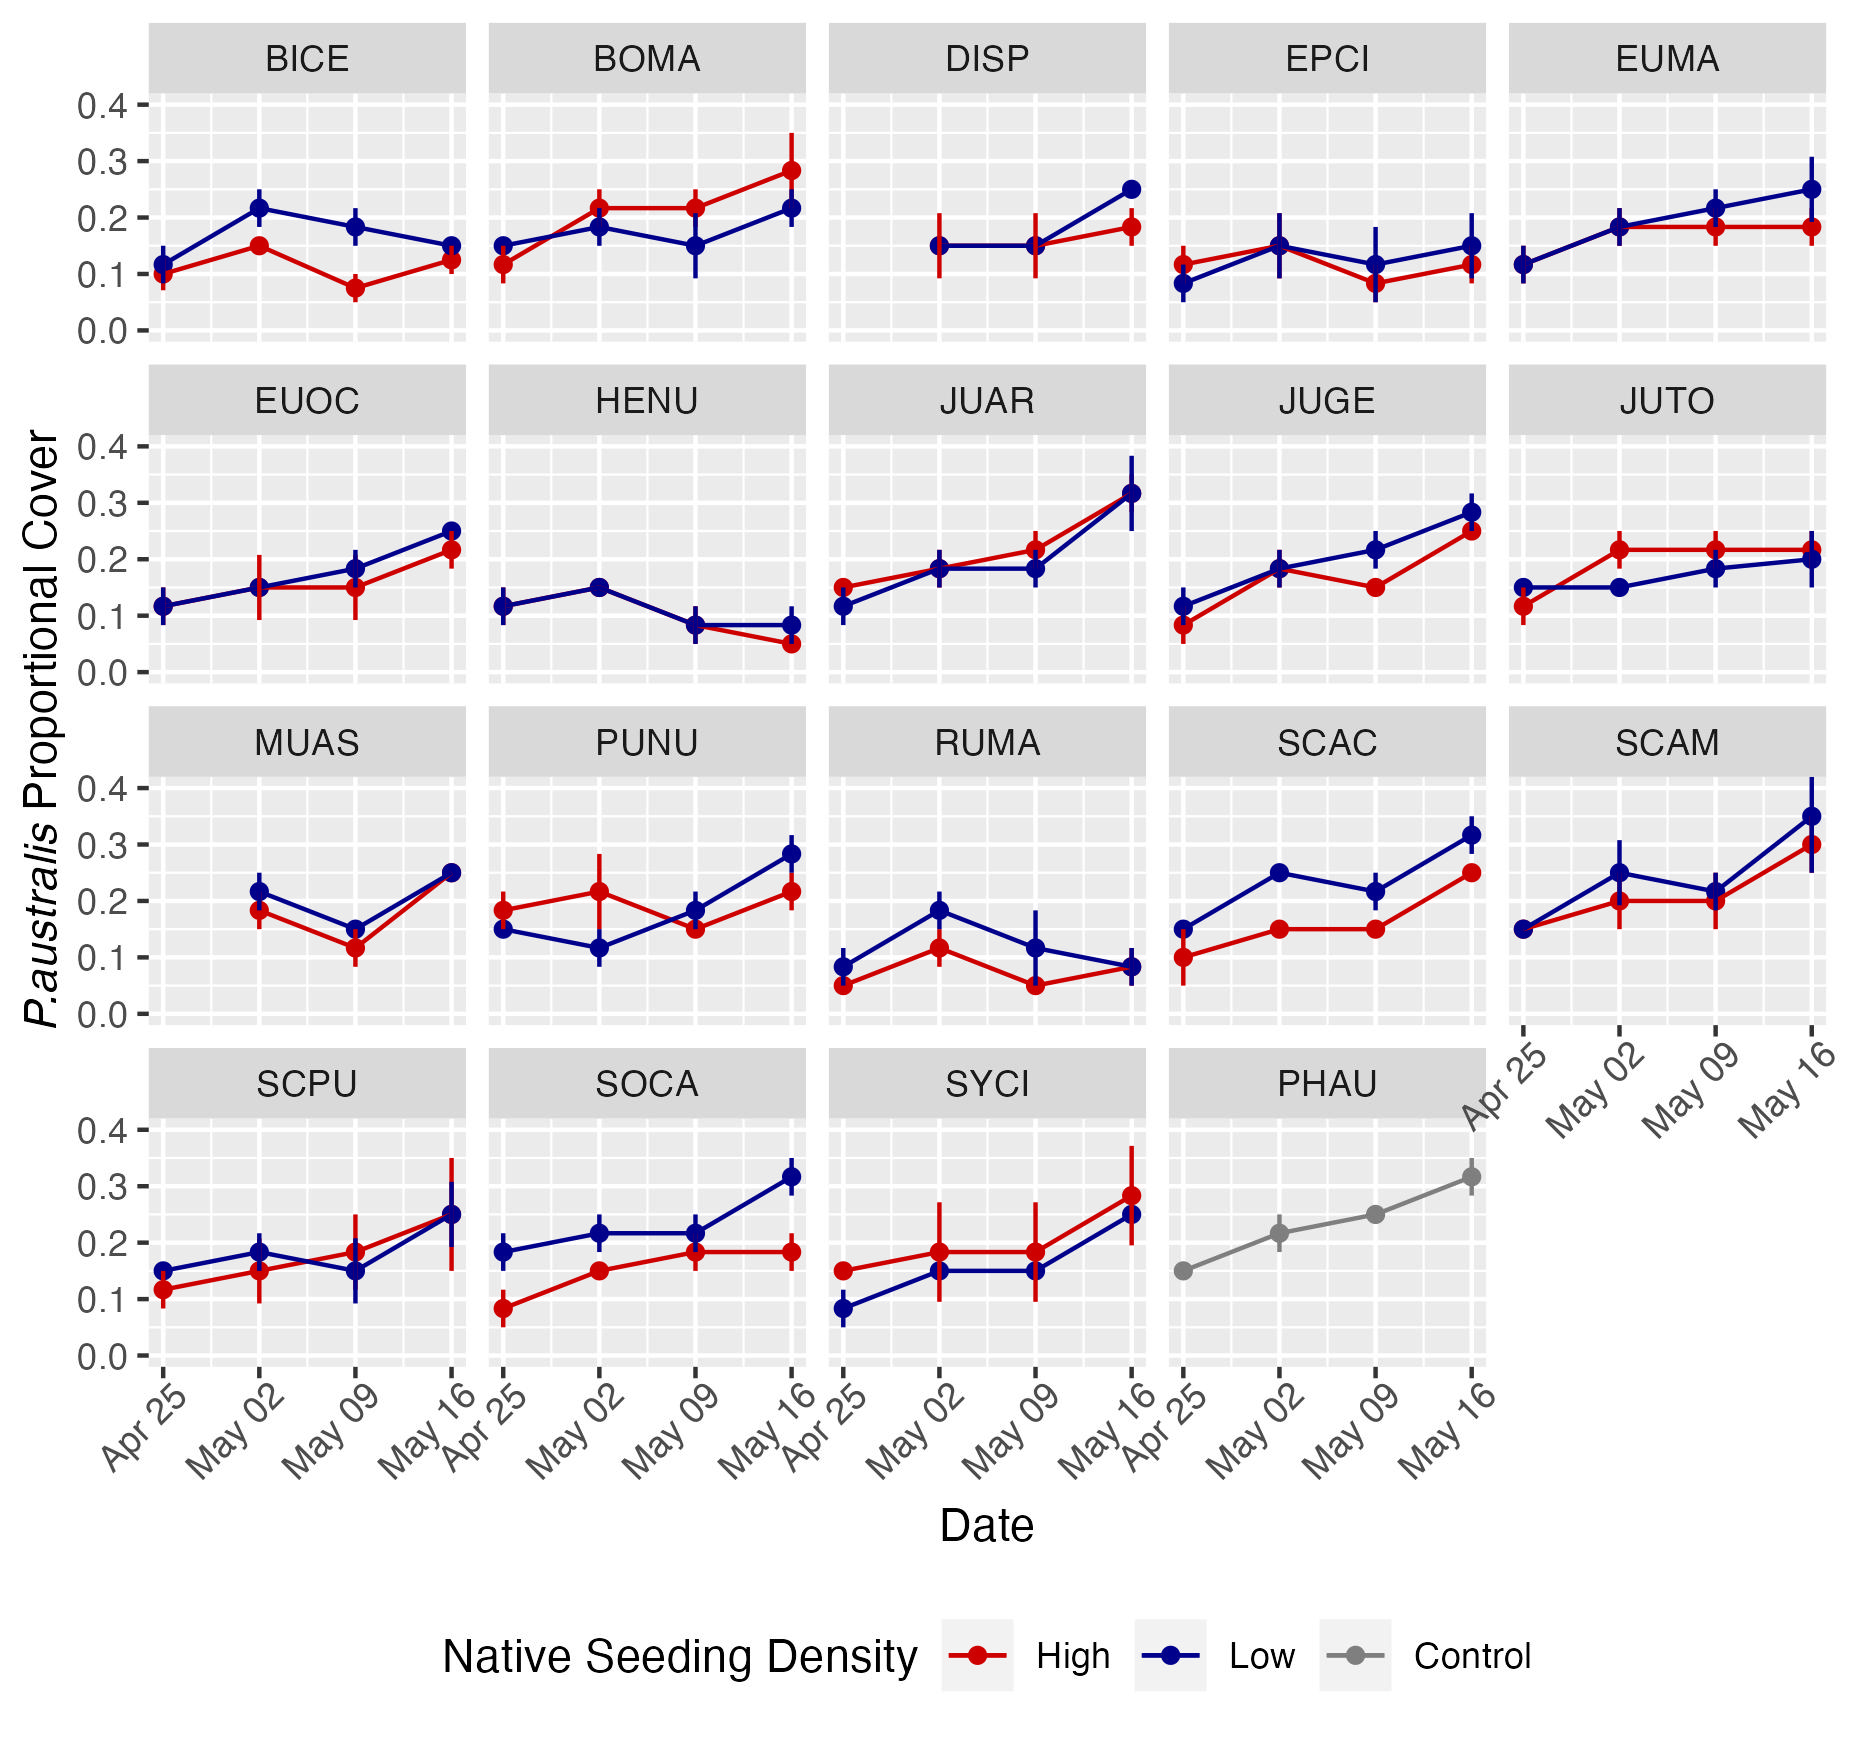 BICE BOMA DISP EPCI EUMA
0.4
0.3
0.2
0.1
0.0
EUOC HENU JUAR JUGE JUTO
0.4
0.3
0.2
0.1
0.0
P.australis Proportional Cover
MUAS PUNU RUMA SCAC SCAM
0.4
0.3
0.2
0.1
0.0
Apr 25 May 02 May 09 May 16
SCPU SOCA SYCI PHAU
0.4
0.3
0.2
0.1
0.0
Apr 25 May 02 May 09 May 16 Apr 25 May 02 May 09 May 16 Apr 25 May 02 May 09 May 16 Apr 25 May 02 May 09 May 16
Date
Native Seeding Density High Low Control